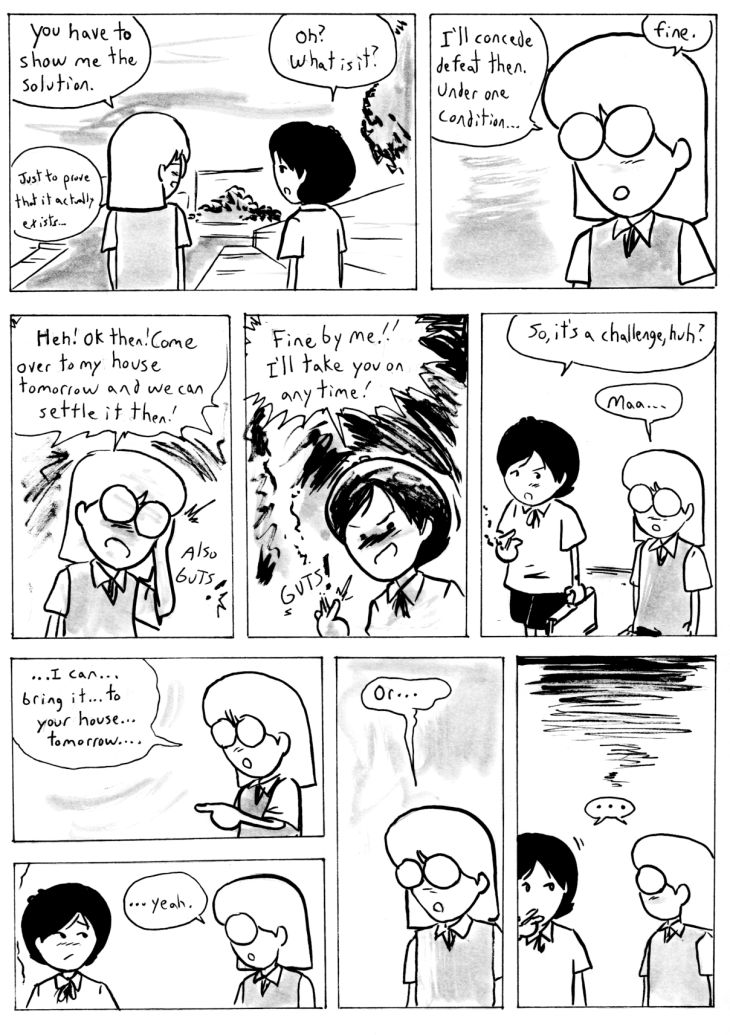 fine.
I'll concede
defeat then.
Under one
condition...
Oh?
What is it?
You have to
show me the
solution.
Just to prove
that it actually
exists...
So, it's a challenge, huh?
Maa...
Fine by me!!
I'll take you on
any time!
GUTS!
Heh! Ok then! Come
over to my house
tomorrow and we can
settle it then!
Also
GUTS!
...
Or...
...I can...
bring it...to
your house...
tomorrow....
...yeah.